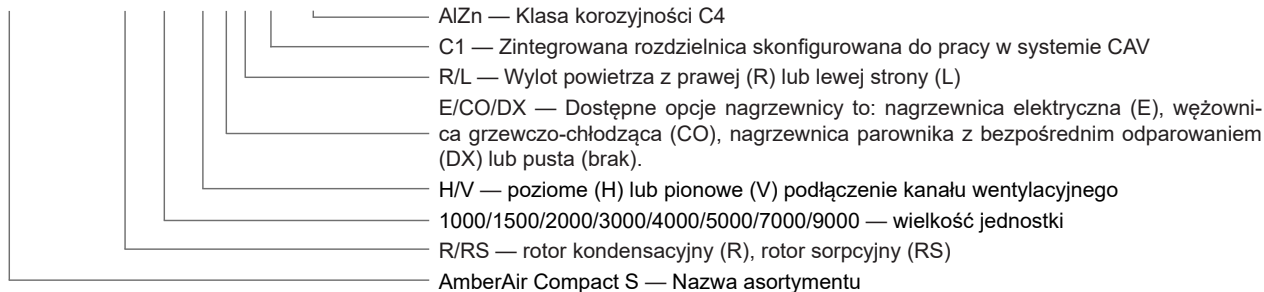 AlZn — Klasa korozyjności C4
C1 — Zintegrowana rozdzielnica skonfigurowana do pracy w systemie CAV
R/L — Wylot powietrza z prawej (R) lub lewej strony (L)
E/CO/DX — Dostępne opcje nagrzewnicy to: nagrzewnica elektryczna (E), wężowni-
ca grzewczo-chłodząca (CO), nagrzewnica parownika z bezpośrednim odparowaniem
(DX) lub pusta (brak).
H/V — poziome (H) lub pionowe (V) podłączenie kanału wentylacyjnego
1000/1500/2000/3000/4000/5000/7000/9000 — wielkość jednostki
R/RS — rotor kondensacyjny (R), rotor sorpcyjny (RS)
AmberAir Compact S — Nazwa asortymentu